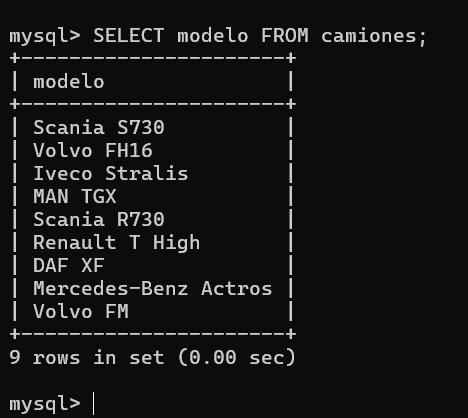 mysql> SELECT modelo FROM camiones;
+----------------------+
| modelo               |
+----------------------+
| Scania S730          |
| Volvo FH16           |
| Iveco Stralis        |
| MAN TGX              |
| Scania R730          |
| Renault T High       |
| DAF XF               |
| Mercedes-Benz Actros |
| Volvo FM             |
+----------------------+
9 rows in set (0.00 sec)
mysql>